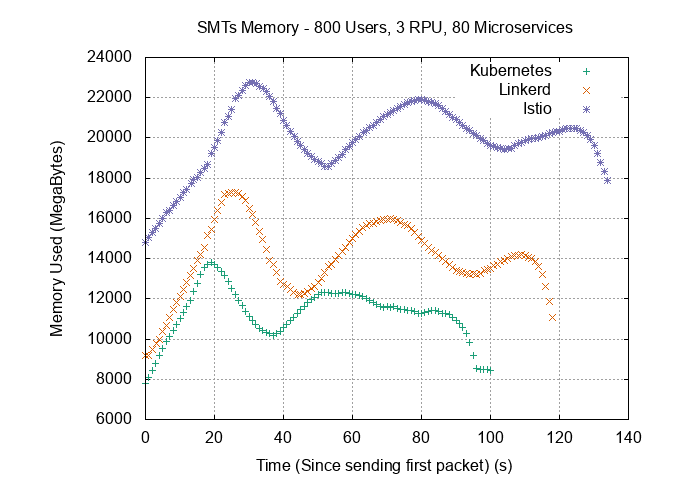 SMTs Memory - 800 Users, 3 RPU, 80 Microservices
24000
22000
20000
18000
16000
14000
12000
10000
8000
6000
Memory Used (MegaBytes)
Kubernetes
Linkerd
Istio
0 20 40 60 80 100 120 140
Time (Since sending first packet) (s)